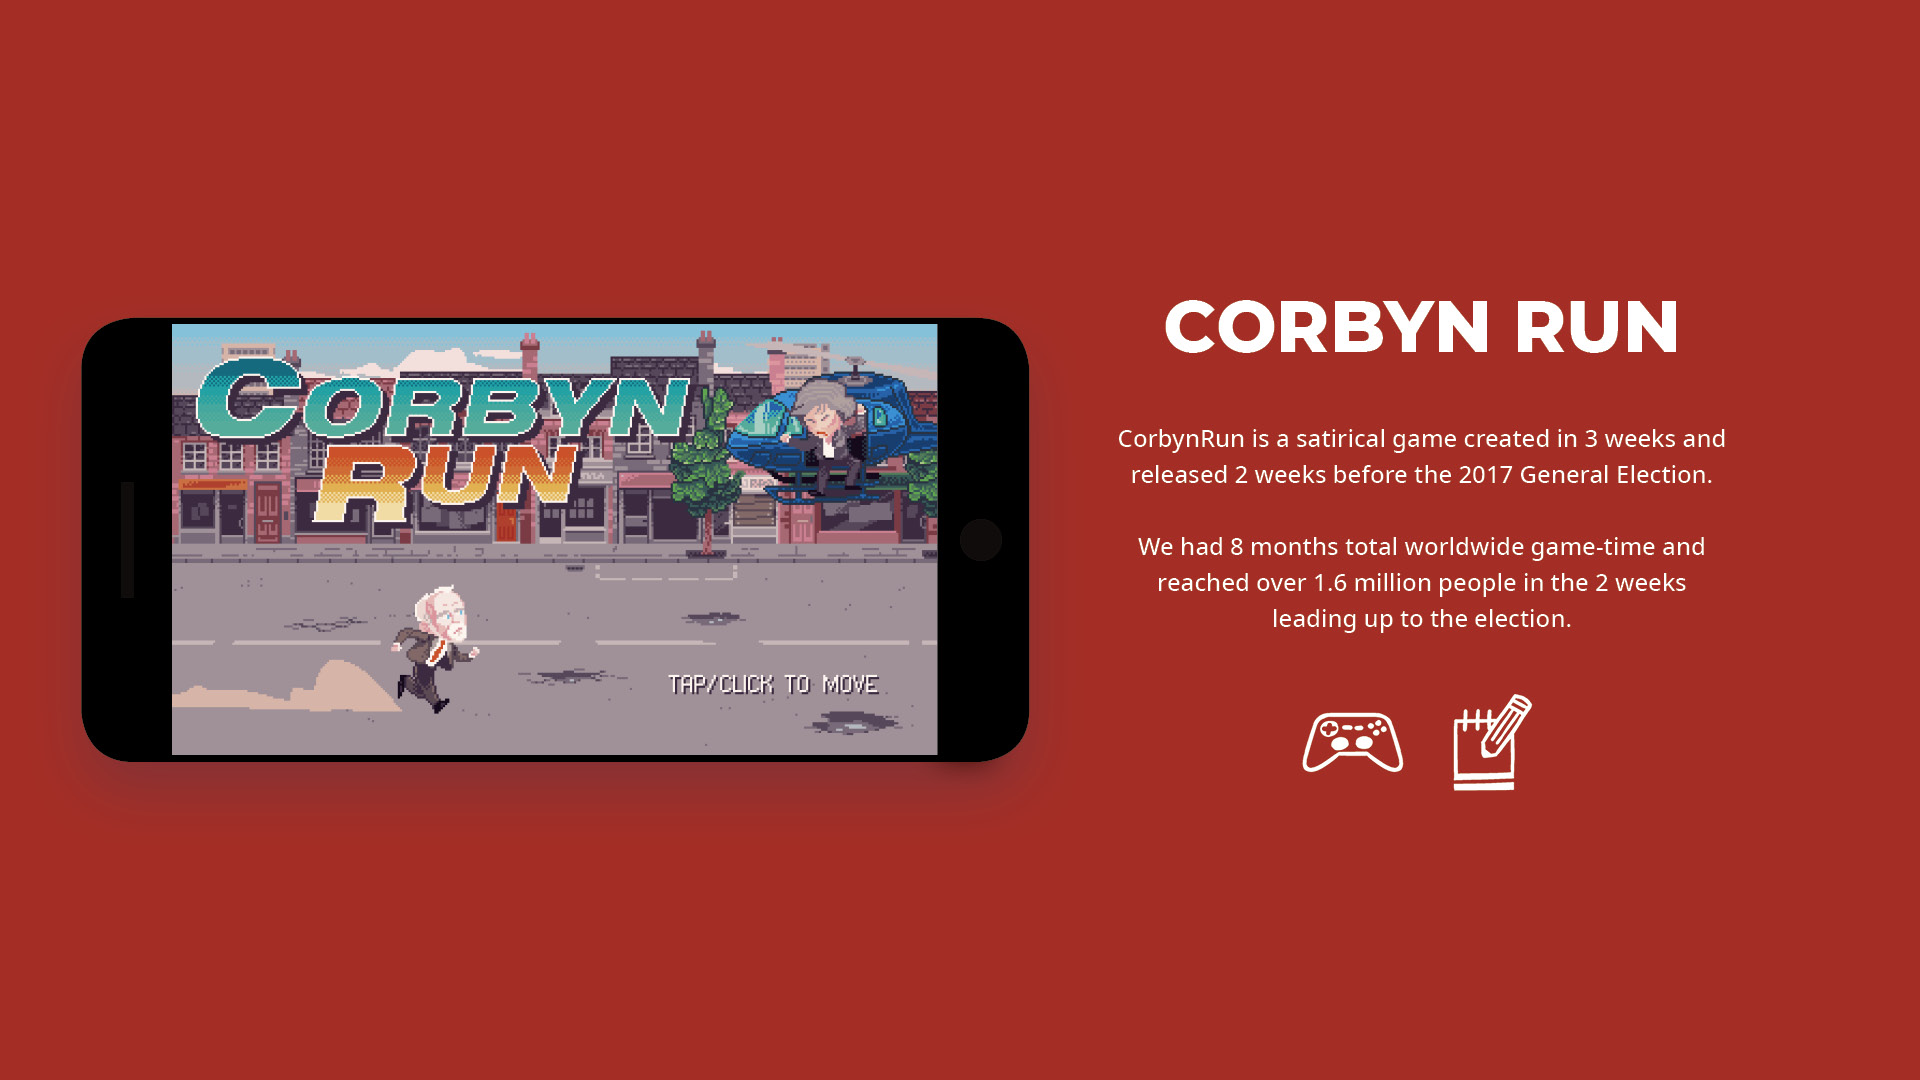 CORBYN
RUN
TAP/CLICK TO MOVE
CORBYN RUN
CorbynRun is a satirical game created in 3 weeks and
released 2 weeks before the 2017 General Election.
We had 8 months total worldwide game-time and
reached over 1.6 million people in the 2 weeks
leading up to the election.